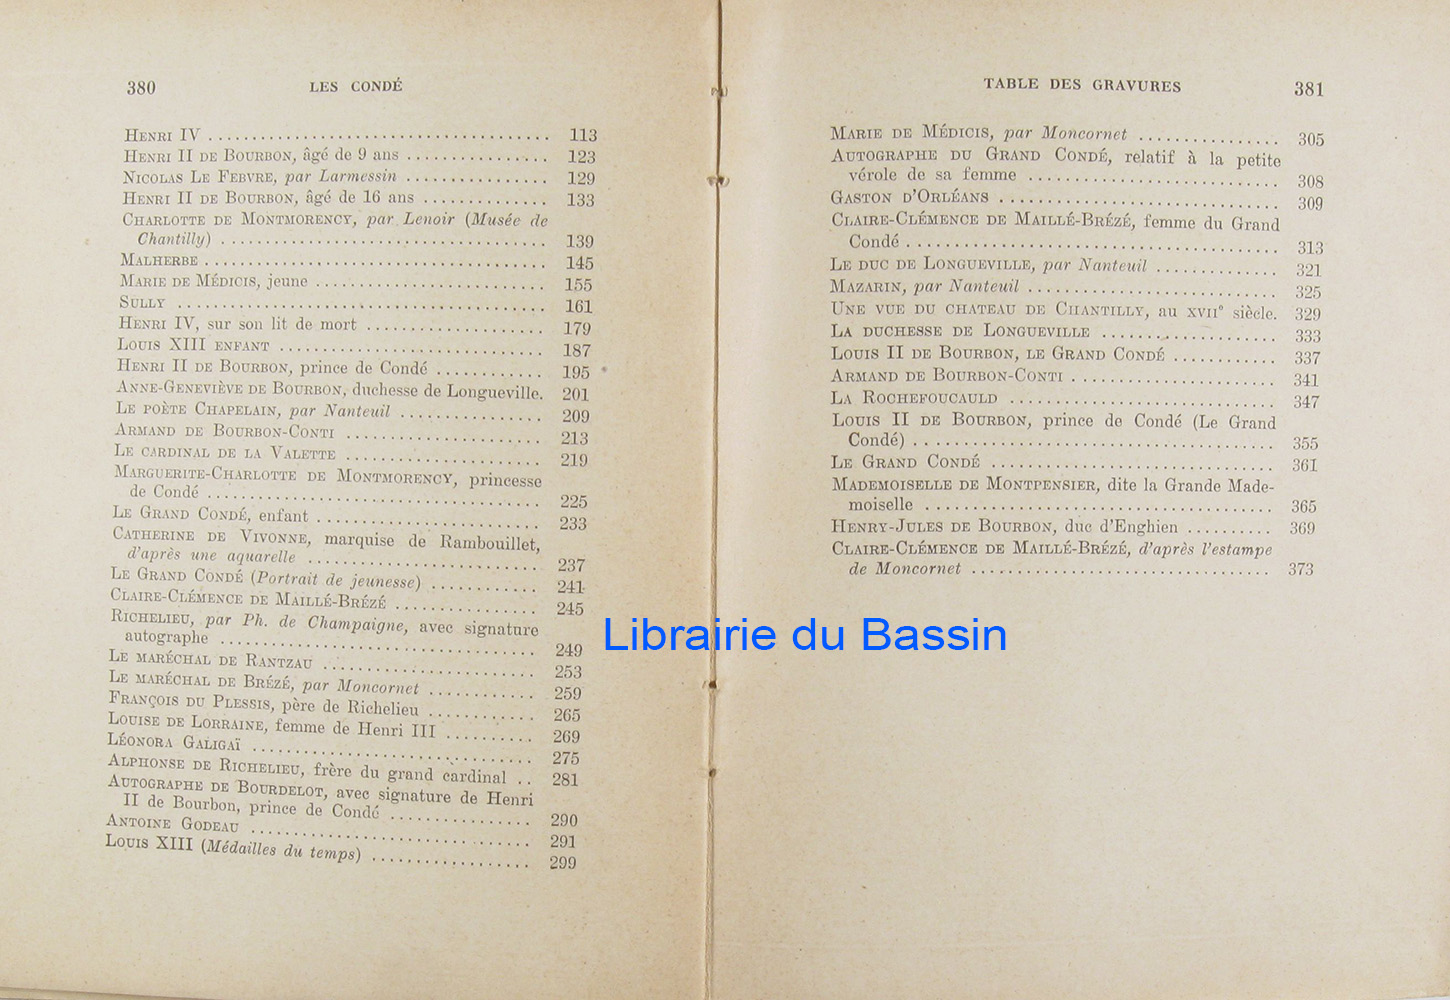 380 LES CONDÉ
HENRI IV . . . . . . . . . . . . . . . . . . . . 113
HENRI II DE BOURBON, âgé de 9 ans . . . . . . . . . . 123
NICOLAS LE FEBVRE, par Larmessin . . . . . . . . . . 129
HENRI II DE BOURBON, âgé de 16 ans . . . . . . . . . . 133
CHARLOTTE DE MONTMORENCY, par Lenoir (Musée de
Chantilly) . . . . . . . . . . . . . . . . . . . . 139
MALHERBE . . . . . . . . . . . . . . . . . . . . 145
MARIE DE MÉDICIS, jeune . . . . . . . . . . . . . . . 155
SULLY . . . . . . . . . . . . . . . . . . . . 161
HENRI IV, sur son lit de mort . . . . . . . . . . . . 179
LOUIS XIII ENFANT . . . . . . . . . . . . . . . . 187
HENRI II DE BOURBON, prince de Condé . . . . . . . . . 195
ANNE-GENEVIÈVE DE BOURBON, duchesse de Longueville. 201
LE POÈTE CHAPELAIN, par Nanteuil . . . . . . . . . . 209
ARMAND DE BOURBON-CONTI . . . . . . . . . . . . . . 213
LE CARDINAL DE LA VALETTE . . . . . . . . . . . . . 219
MARGUERITE-CHARLOTTE DE MONTMORENCY, princesse
de Condé . . . . . . . . . . . . . . . . . . . . 225
LE GRAND CONDÉ, enfant . . . . . . . . . . . . . . . 233
CATHERINE DE VIVONNE, marquise de Rambouillet,
d'après une aquarelle . . . . . . . . . . . . . . . 237
LE GRAND CONDÉ (Portrait de jeunesse) . . . . . . . . 241
CLAIRE-CLÉMENCE DE MAILLÉ-BRÉZÉ . . . . . . . . . . 245
RICHELIEU, par Ph. de Champaigne, avec signature
autographe . . . . . . . . . . . . . . . . . . . . 249
LE MARÉCHAL DE RANTZAU . . . . . . . . . . . . . . 253
LE MARÉCHAL DE BRÉZÉ, par Moncornet . . . . . . . . 259
FRANÇOIS DU PLESSIS, père de Richelieu . . . . . . . . 265
LOUISE DE LORRAINE, femme de Henri III . . . . . . . . 269
LÉONORA GALIGAÏ . . . . . . . . . . . . . . . . . 275
ALPHONSE DE RICHELIEU, frère du grand cardinal . . 281
AUTOGRAPHE DE BOURDELOT, avec signature de Henri
II de Bourbon, prince de Condé . . . . . . . . . . 290
ANTOINE GODEAU . . . . . . . . . . . . . . . . . 291
LOUIS XIII (Médailles du temps) . . . . . . . . . . . 299
TABLE DES GRAVURES 381
MARIE DE MÉDICIS, par Moncornet . . . . . . . . . . 305
AUTOGRAPHE DU GRAND CONDÉ, relatif à la petite
vérole de sa femme . . . . . . . . . . . . . . . . 308
GASTON D'ORLÉANS . . . . . . . . . . . . . . . . 309
CLAIRE-CLÉMENCE DE MAILLÉ-BRÉZÉ, femme du Grand
Condé . . . . . . . . . . . . . . . . . . . . 313
LE DUC DE LONGUEVILLE, par Nanteuil . . . . . . . . 321
MAZARIN, par Nanteuil . . . . . . . . . . . . . . . 325
UNE VUE DU CHATEAU DE CHANTILLY, au XVIIe siècle. 329
LA DUCHESSE DE LONGUEVILLE . . . . . . . . . . . . 333
LOUIS II DE BOURBON, LE GRAND CONDÉ . . . . . . . . 337
ARMAND DE BOURBON-CONTI . . . . . . . . . . . . . . 341
LA ROCHEFOUCAULD . . . . . . . . . . . . . . . . 347
LOUIS II DE BOURBON, prince de Condé (Le Grand
Condé) . . . . . . . . . . . . . . . . . . . . 355
LE GRAND CONDÉ . . . . . . . . . . . . . . . . . 361
MADEMOISELLE DE MONTPENSIER, dite la Grande Made-
moiselle . . . . . . . . . . . . . . . . . . . . 365
HENRY-JULES DE BOURBON, duc d'Enghien . . . . . . . . 369
CLAIRE-CLÉMENCE DE MAILLÉ-BRÉZÉ, d'après l'estampe
de Moncornet . . . . . . . . . . . . . . . . . . 373
Librairie du Bassin